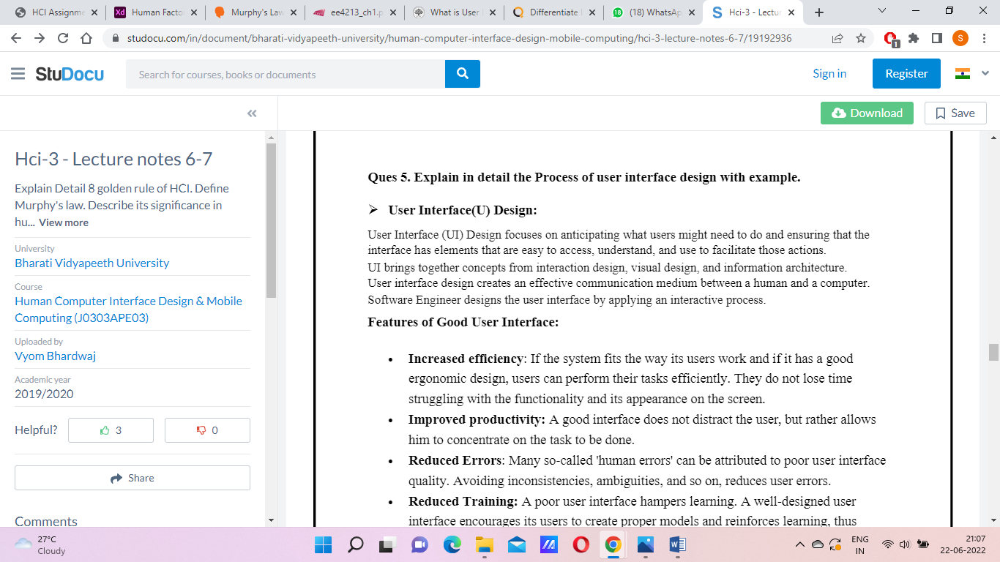 HCI Assignme
Human Facto
Murphy's Law
ee4213_ch1.p
What is User
Differentiate
(18) WhatsAp
Hci-3 - Lectur
studocu.com/in/document/bharati-vidyapeeth-university/human-computer-interface-design-mobile-computing/hci-3-lecture-notes-6-7/19192936
1
S
StuDocu
Search for courses, books or documents
Sign in
Register
Download
Save
Hci-3 - Lecture notes 6-7
Explain Detail 8 golden rule of HCI. Define
Murphy's law. Describe its significance in
hu... View more
University
Bharati Vidyapeeth University
Course
Human Computer Interface Design & Mobile
Computing (J0303APE03)
Uploaded by
Vyom Bhardwaj
Academic year
2019/2020
Helpful?
3
0
Share
Comments
Ques 5. Explain in detail the Process of user interface design with example.
User Interface(U) Design:
User Interface (UI) Design focuses on anticipating what users might need to do and ensuring that the
interface has elements that are easy to access, understand, and use to facilitate those actions.
UI brings together concepts from interaction design, visual design, and information architecture.
User interface design creates an effective communication medium between a human and a computer.
Software Engineer designs the user interface by applying an interactive process.
Features of Good User Interface:
• Increased efficiency: If the system fits the way its users work and if it has a good
ergonomic design, users can perform their tasks efficiently. They do not lose time
struggling with the functionality and its appearance on the screen.
• Improved productivity: A good interface does not distract the user, but rather allows
him to concentrate on the task to be done.
• Reduced Errors: Many so-called 'human errors' can be attributed to poor user interface
quality. Avoiding inconsistencies, ambiguities, and so on, reduces user errors.
• Reduced Training: A poor user interface hampers learning. A well-designed user
interface encourages its users to create proper models and reinforces learning, thus
27°C
Cloudy
ENG
IN
21:07
22-06-2022